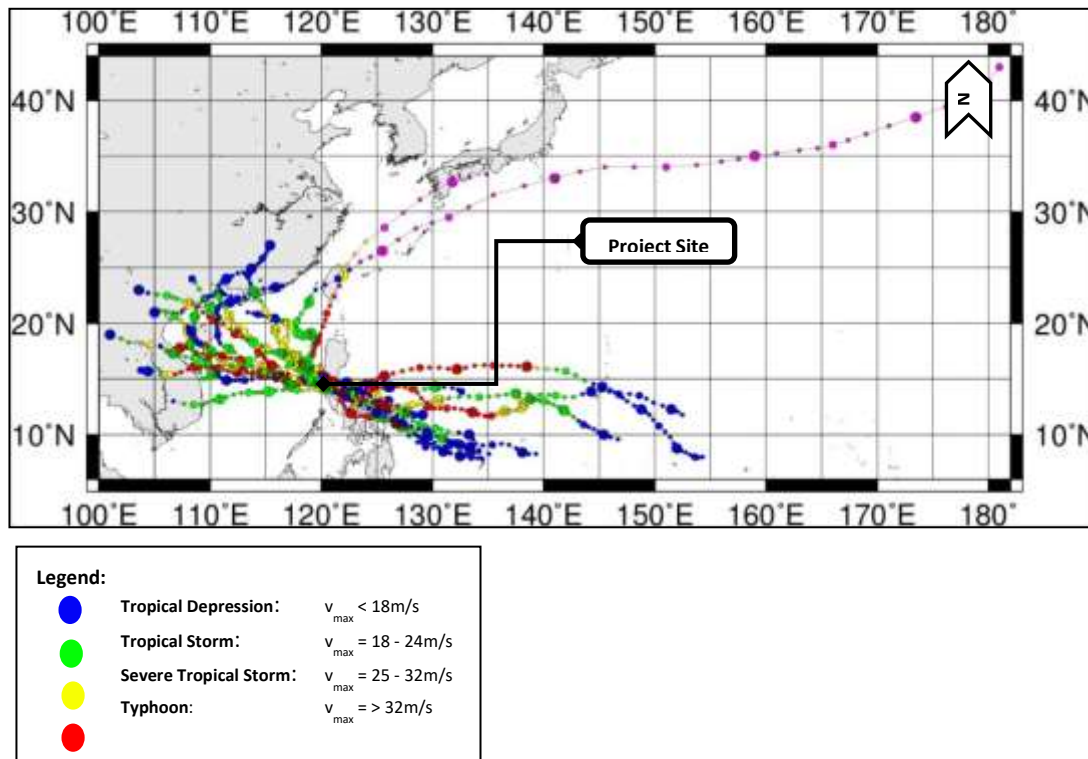 100°E 110°E 120°E 130°E 140°E 150°E 160°E 170°E 180°
40°N 40°N
N
30°N 30°N
Project Site
20°N 20°N
10°N 10°N
100°E 110°E 120°E 130°E 140°E 150°E 160°E 170°E 180°
Legend:
Tropical Depression: vmax < 18m/s
Tropical Storm: vmax = 18 - 24m/s
Severe Tropical Storm: vmax = 25 - 32m/s
Typhoon: vmax = > 32m/s